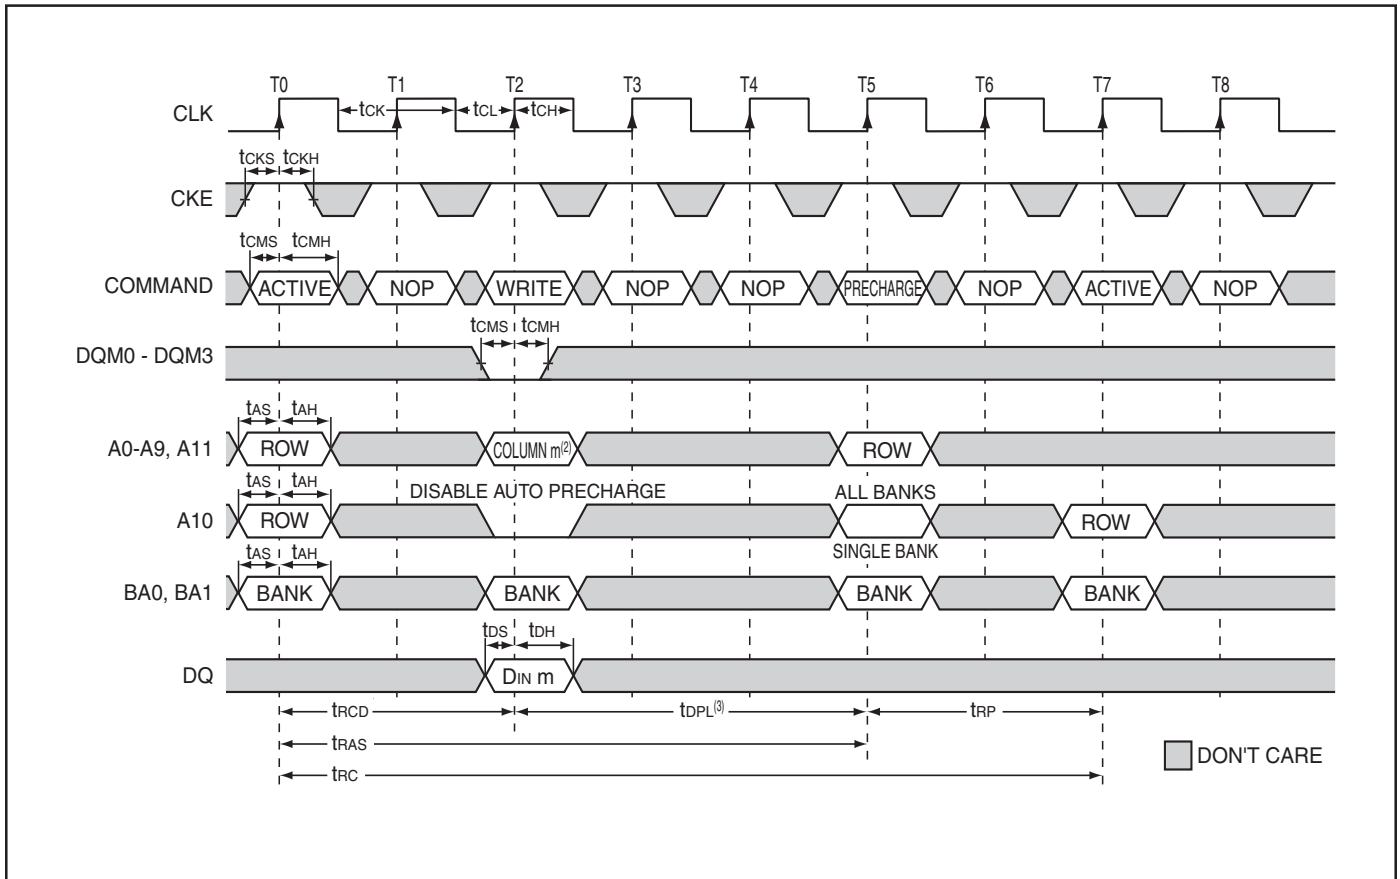 T0 T1 T2 T3 T4 T5 T6 T7 T8
CLK tCK tCL tCH
tCKS tCKH
CKE
tCMS tCMH
COMMAND ACTIVE NOP WRITE NOP NOP PRECHARGE NOP ACTIVE NOP
tCMS tCMH
DQM0 - DQM3
tAS tAH
A0-A9, A11 ROW COLUMN m(2) ROW
tAS tAH DISABLE AUTO PRECHARGE ALL BANKS
A10 ROW ROW
tAS tAH SINGLE BANK
BA0, BA1 BANK BANK BANK BANK
tDS tDH
DQ DIN m
tRCD tDPL(3) tRP
tRAS
DON'T CARE
tRC